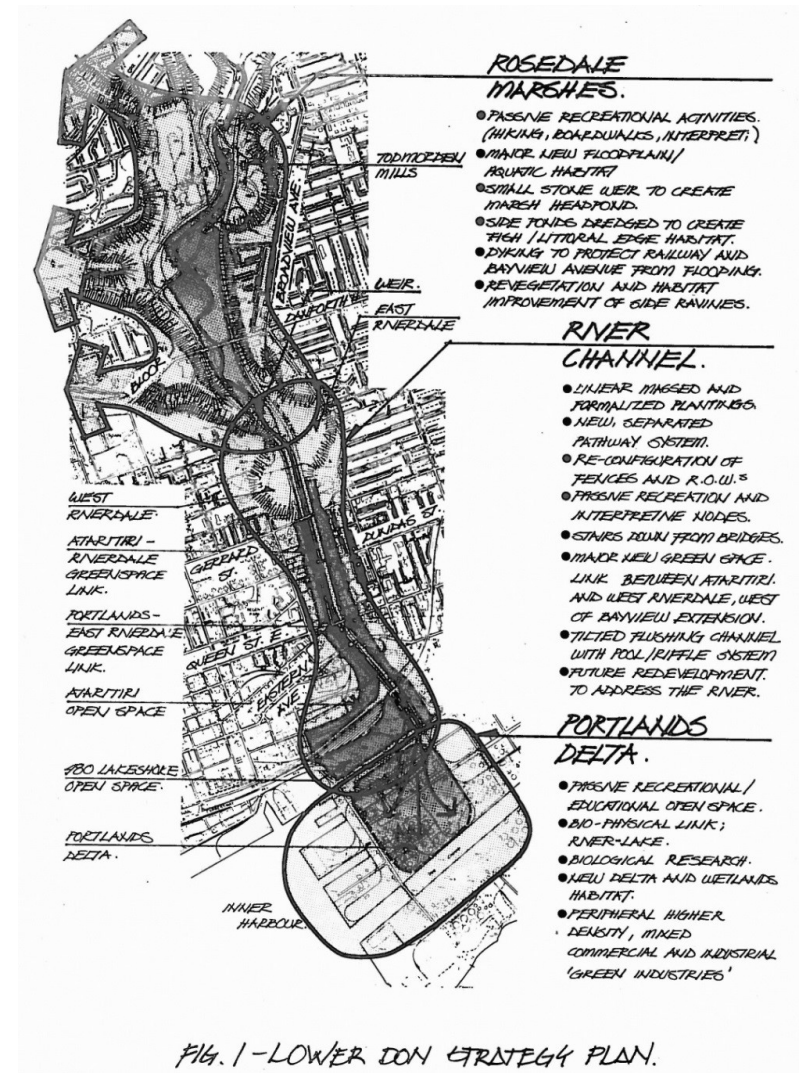 ROSEDALE
MARSHES.
● PASSIVE RECREATIONAL ACTIVITIES.
(HIKING, BOARDWALKS, INTERPRET.)
● MAJOR NEW FLOODPLAIN/
AQUATIC HABITAT
● SMALL STONE WEIR TO CREATE
MARSH HEADPOND.
● SIDE PONDS DREDGED TO CREATE
FISH / LITTORAL EDGE HABITAT.
● DYKING TO PROTECT RAILWAY AND
BAYVIEW AVENUE FROM FLOODING.
● REVEGETATION AND HABITAT
IMPROVEMENT OF SIDE RAVINES.
TODMORDEN
MILLS
BROADVIEW AVE.
WEIR.
DANFORTH
EAST
RIVERDALE
BLOOR
RIVER
CHANNEL.
● LINEAR MASSED AND
FORMALIZED PLANTINGS.
● NEW, SEPARATED
PATHWAY SYSTEM.
● RE-CONFIGURATION OF
FENCES AND R.O.W.S
● PASSIVE RECREATION AND
INTERPRETIVE NODES.
● STAIRS DOWN FROM BRIDGES.
● MAJOR NEW GREEN SPACE.
LINK BETWEEN ATARITIRI.
AND WEST RIVERDALE, WEST
OF BAYVIEW EXTENSION.
● TILTED FLUSHING CHANNEL
WITH POOL/RIFFLE SYSTEM
● FUTURE REDEVELOPMENT.
TO ADDRESS THE RIVER.
WEST
RIVERDALE
ATARITIRI –
RIVERDALE
GREENSPACE
LINK.
PORTLANDS –
EAST RIVERDALE
GREENSPACE
LINK.
ATARITIRI
OPEN SPACE
480 LAKESHORE
OPEN SPACE.
PORTLANDS
DELTA.
GERRARD
ST.
DUNDAS ST.
QUEEN ST. E.
EASTERN
AVE.
INNER
HARBOUR.
PORTLANDS
DELTA.
● PASSIVE RECREATIONAL/
EDUCATIONAL OPEN SPACE.
● BIO-PHYSICAL LINK;
RIVER-LAKE.
● BIOLOGICAL RESEARCH.
● NEW DELTA AND WETLANDS
HABITAT.
● PERIPHERAL HIGHER
DENSITY, MIXED
COMMERCIAL AND INDUSTRIAL
'GREEN INDUSTRIES'
FIG. 1 – LOWER DON STRATEGY PLAN.